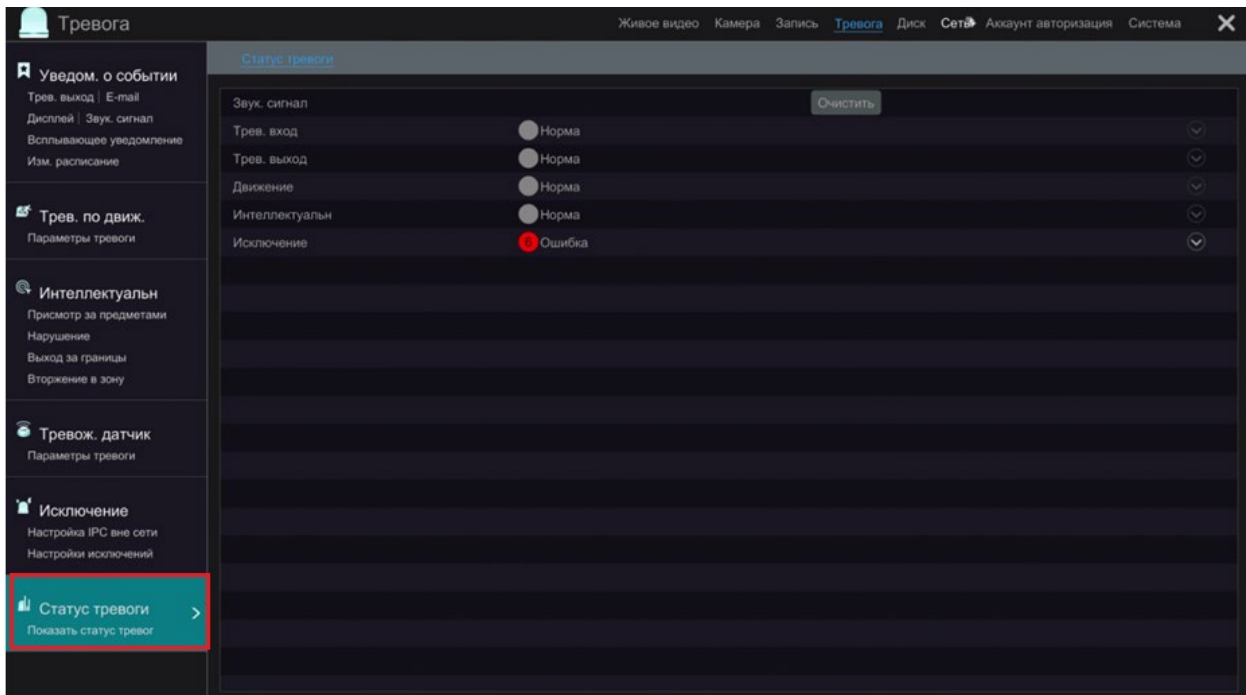 Тревога
Живое видео Камера Запись Тревога Диск Сеть Аккаунт авторизация Система
Уведом. о событии
Трев. выход | E-mail
Дисплей | Звук. сигнал
Всплывающее уведомление
Изм. расписание
Трев. по движ.
Параметры тревоги
Интеллектуальн
Присмотр за предметами
Нарушение
Выход за границы
Вторжение в зону
Тревож. датчик
Параметры тревоги
Исключение
Настройка IPC вне сети
Настройки исключений
Статус тревоги
Показать статус тревог
Статус тревоги
Звук. сигнал Очистить
Трев. вход Норма
Трев. выход Норма
Движение Норма
Интеллектуальн Норма
Исключение 6 Ошибка